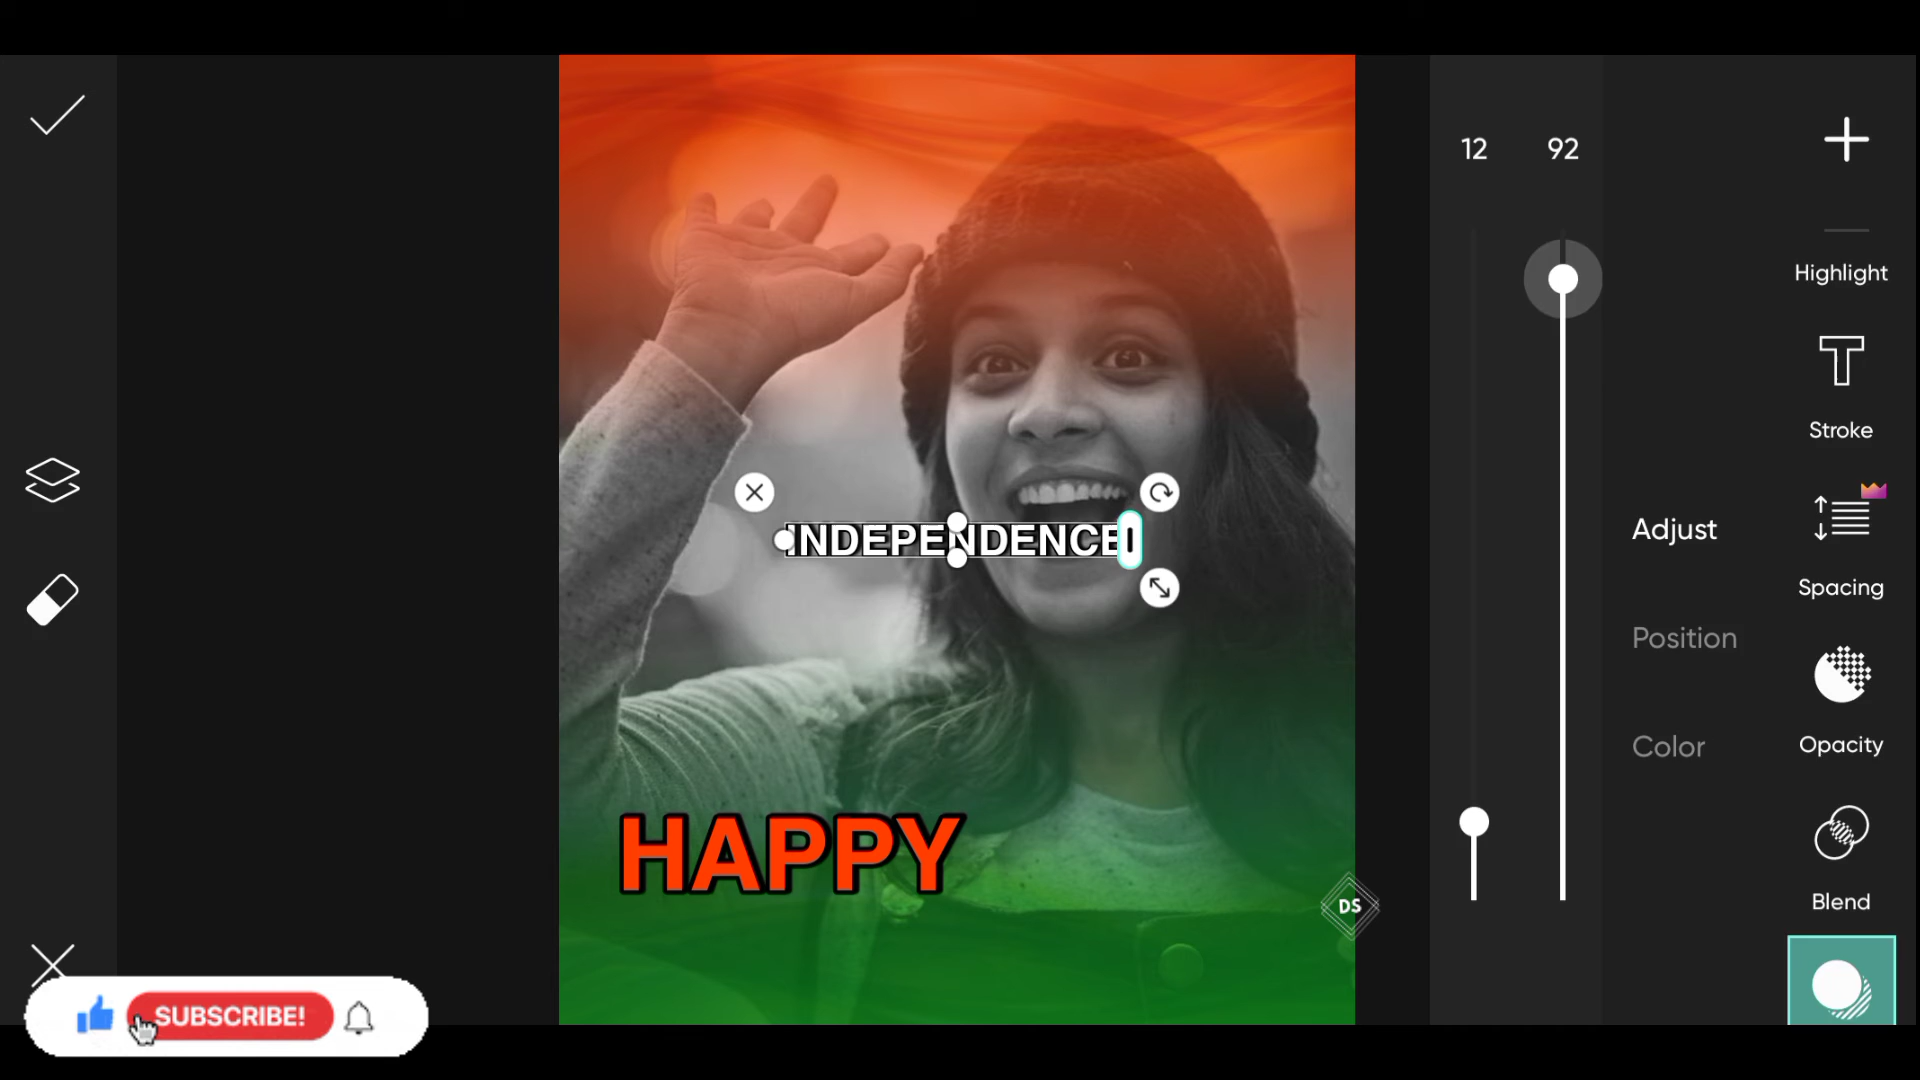 12 92
Highlight
Stroke
INDEPENDENCE
Adjust
Spacing
Position
Color
Opacity
HAPPY
DS
Blend
SUBSCRIBE!